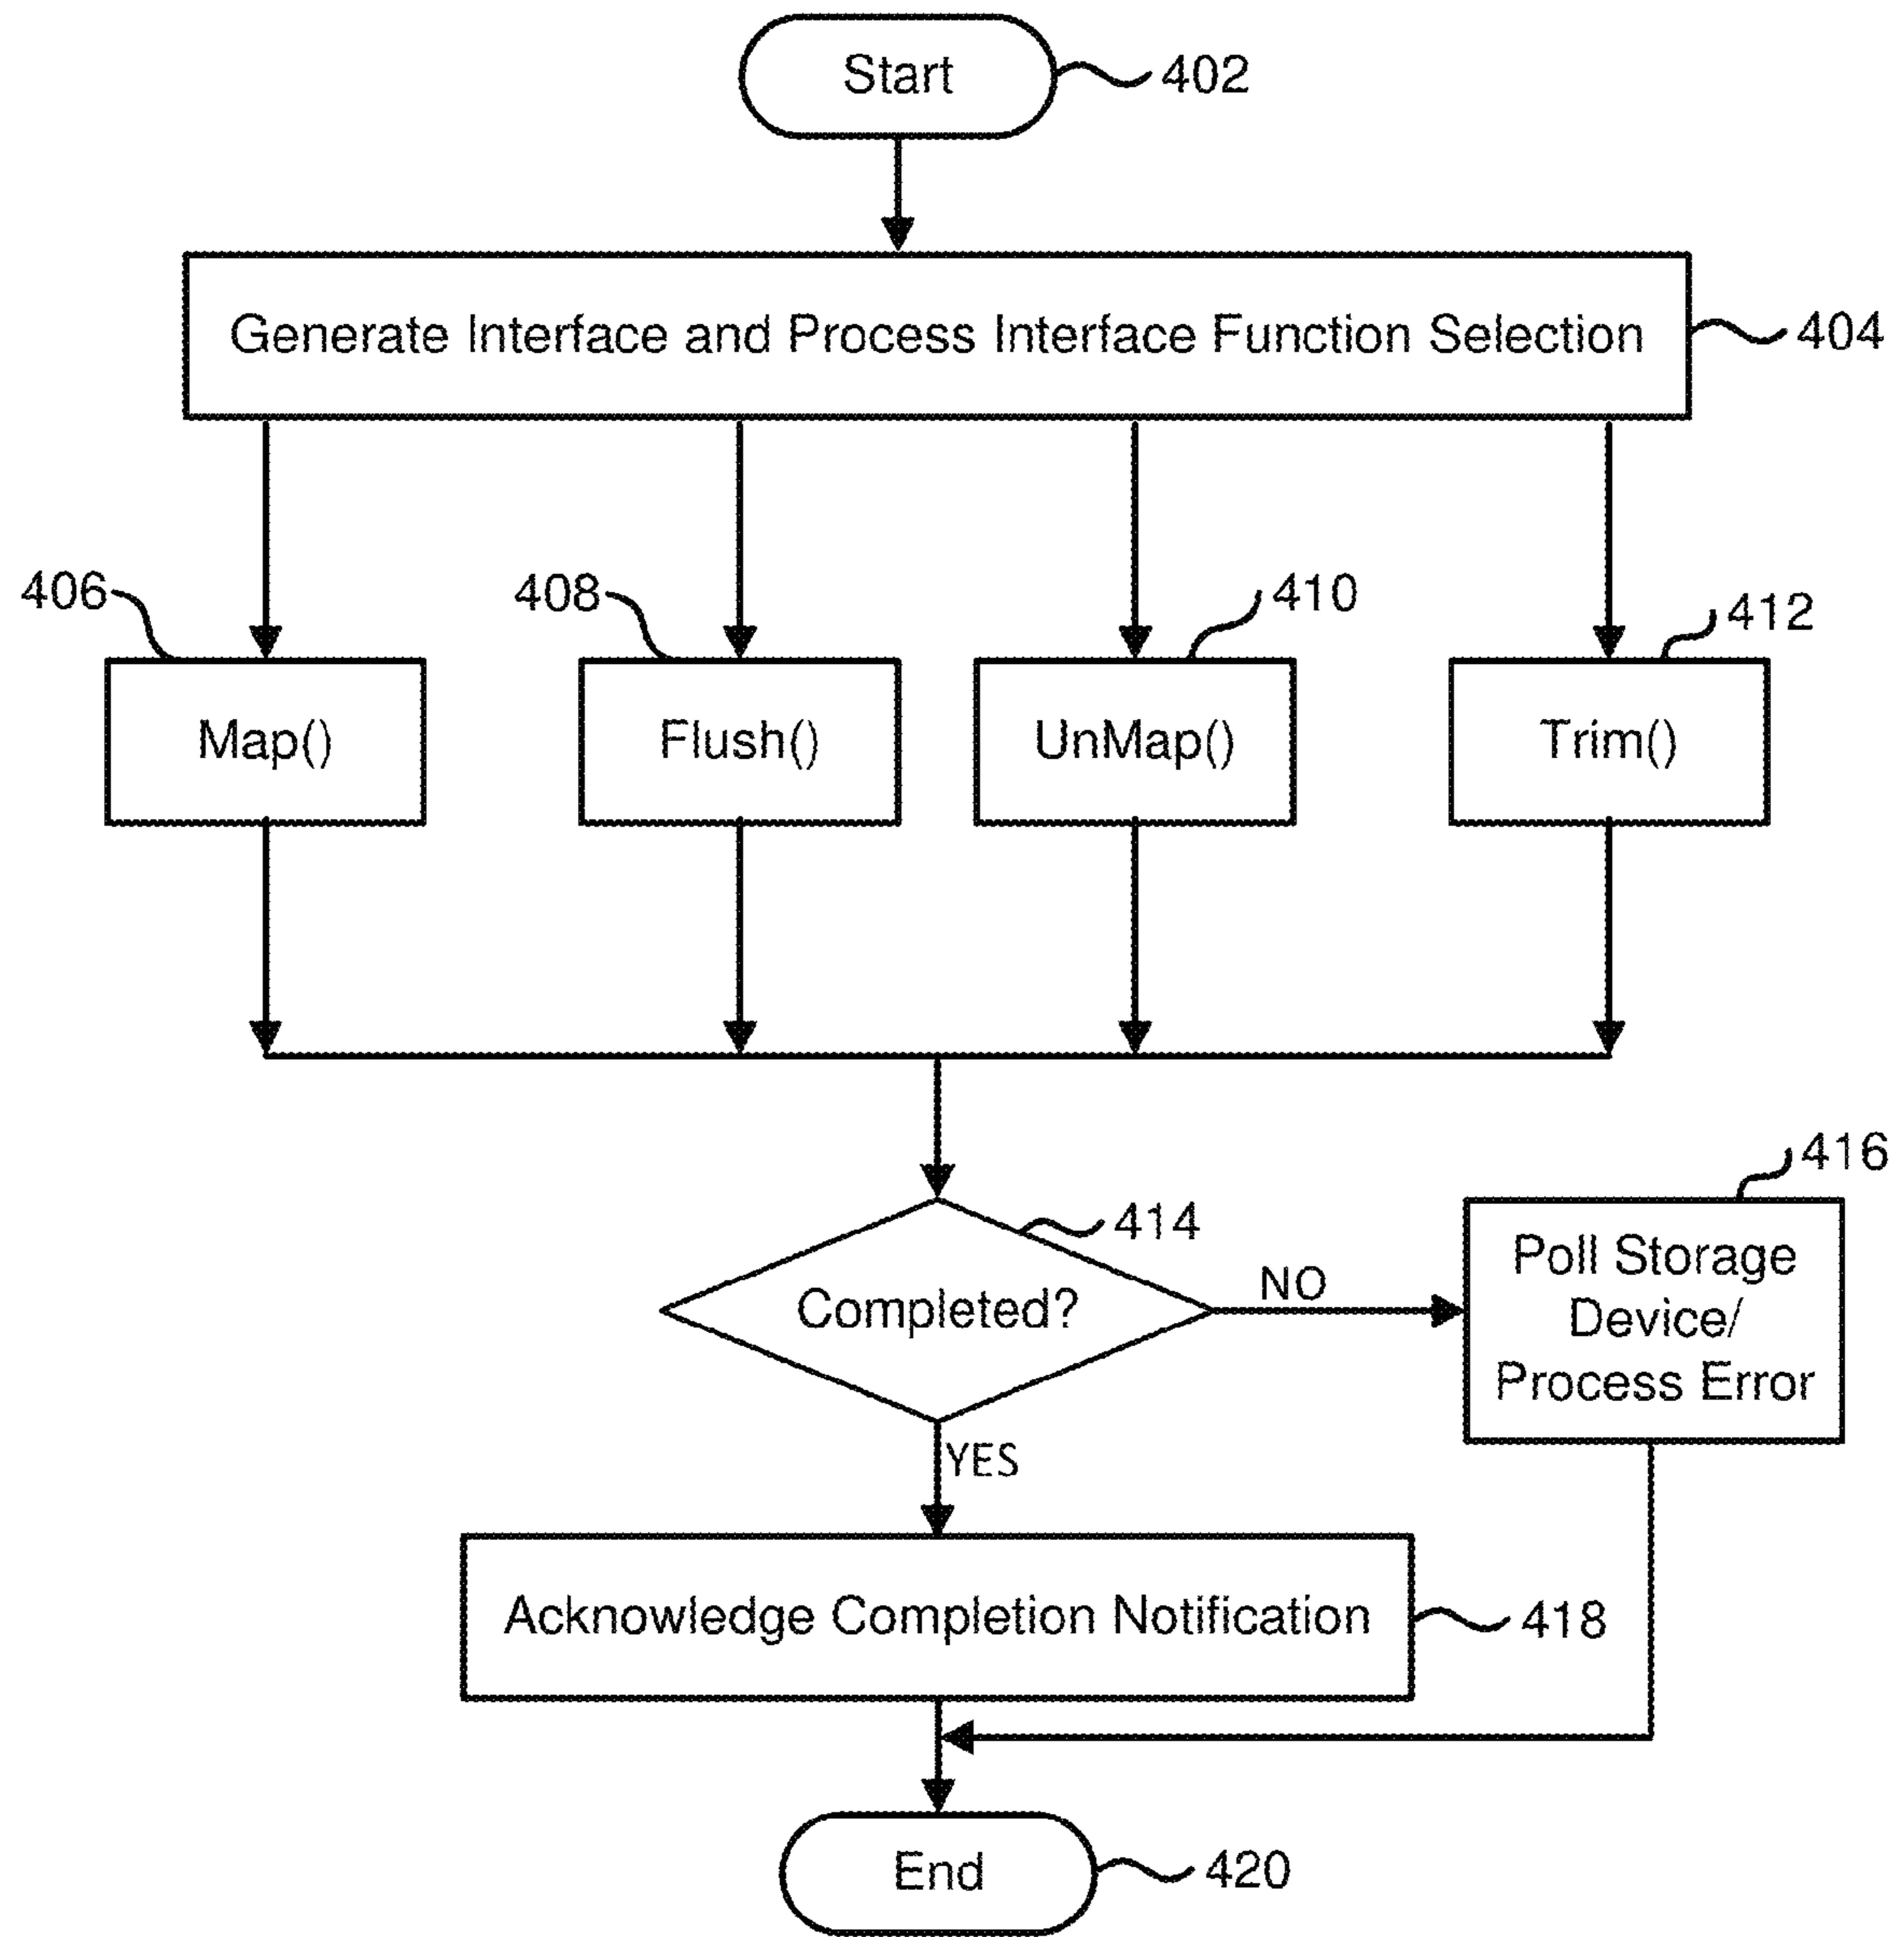 Start 402
Generate Interface and Process Interface Function Selection 404
406 408 410 412
Map() Flush() UnMap() Trim()
416
414
Poll Storage
Device/
Process Error
Completed? NO
YES
Acknowledge Completion Notification 418
End 420